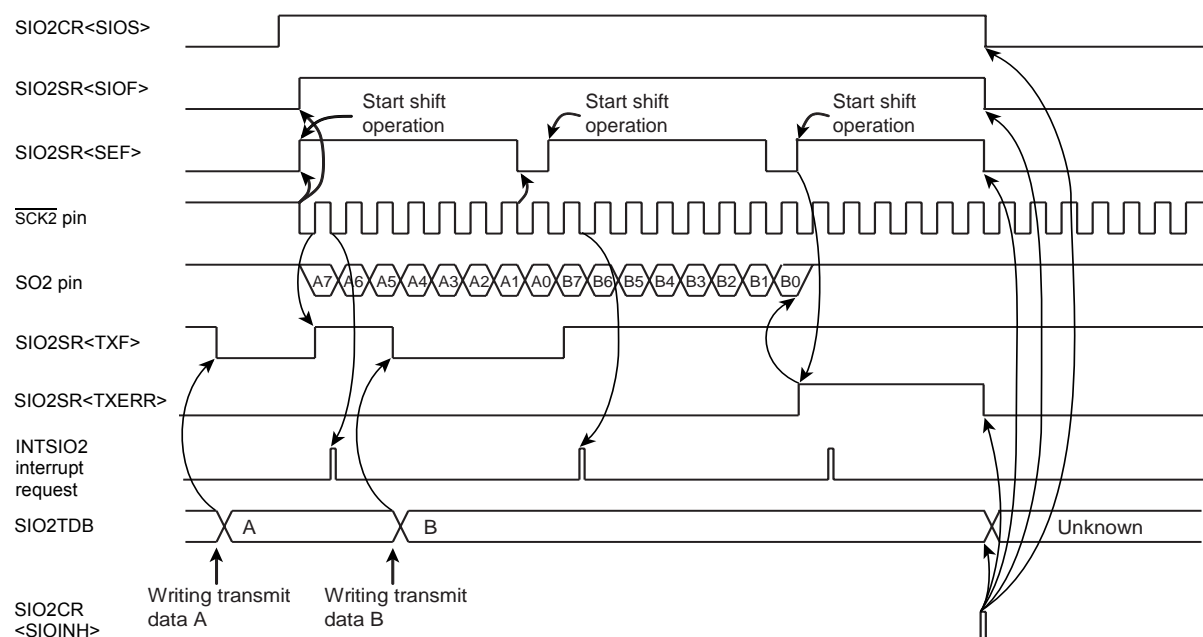 SIO2CR<SIOS>
SIO2SR<SIOF>
Start shift
operation
Start shift
operation
Start shift
operation
SIO2SR<SEF>
SCK2 pin
SO2 pin
A7 A6 A5 A4 A3 A2 A1 A0 B7 B6 B5 B4 B3 B2 B1 B0
SIO2SR<TXF>
SIO2SR<TXERR>
INTSIO2
interrupt
request
SIO2TDB
A
B
Unknown
Writing transmit
data A
Writing transmit
data B
SIO2CR
<SIOINH>